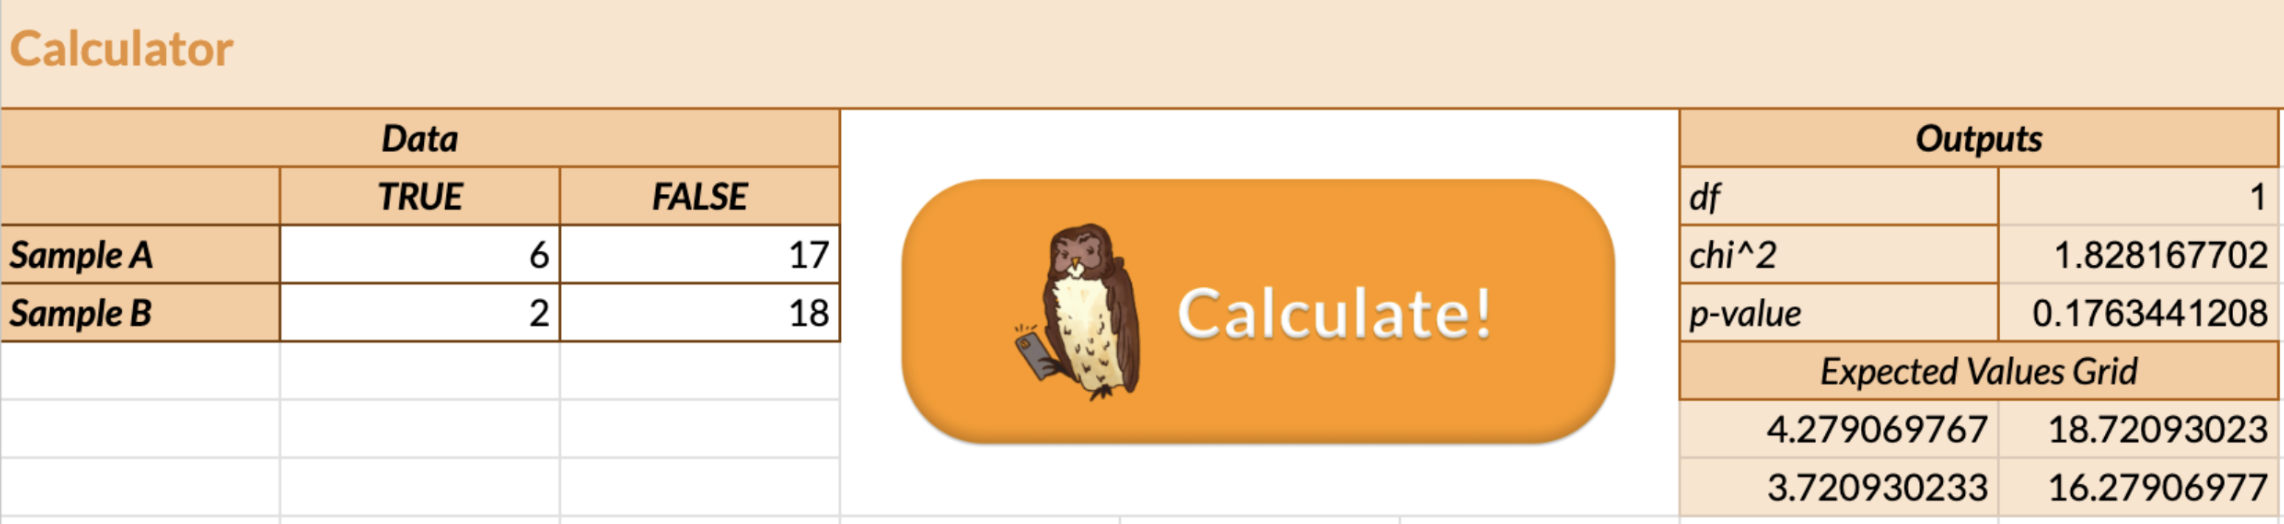 Calculator
Data Outputs
TRUE FALSE df 1
Sample A 6 17 chi^2 1.828167702
Sample B 2 18 p-value 0.1763441208
Calculate!
Expected Values Grid
4.279069767 18.72093023
3.720930233 16.27906977